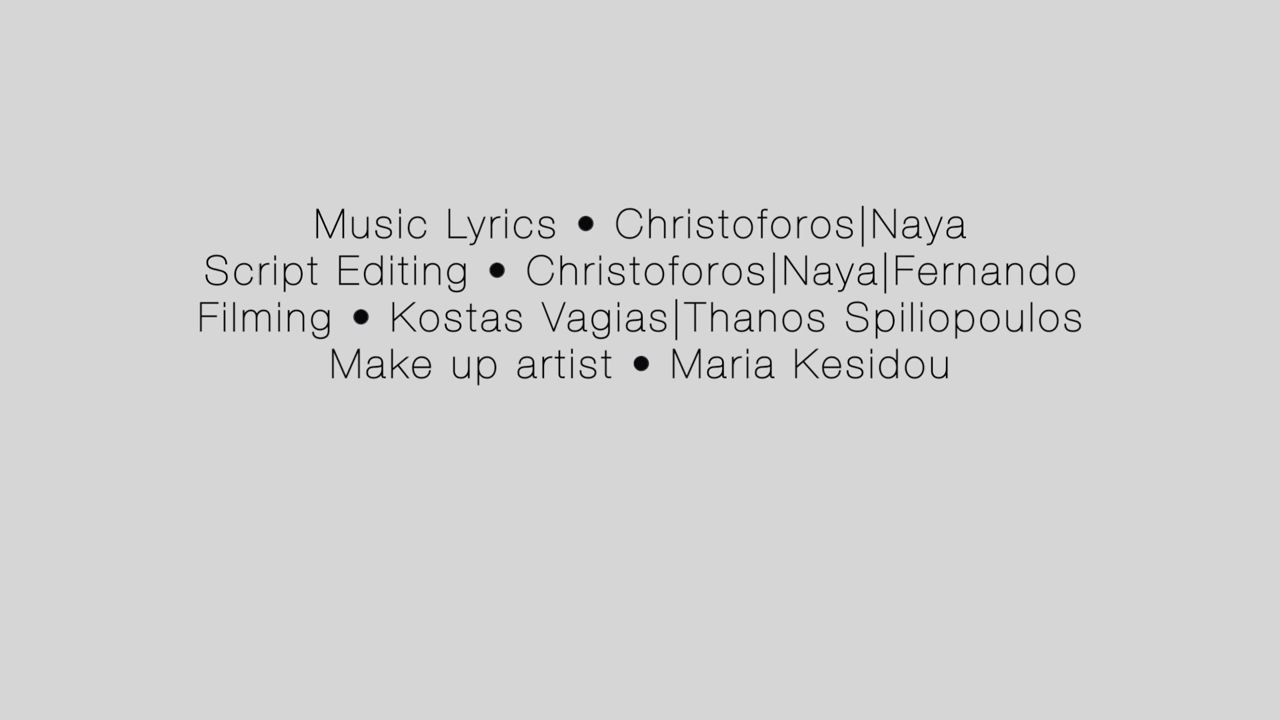 Music Lyrics • Christoforos|Naya
Script Editing • Christoforos|Naya|Fernando
Filming • Kostas Vagias|Thanos Spiliopoulos
Make up artist • Maria Kesidou